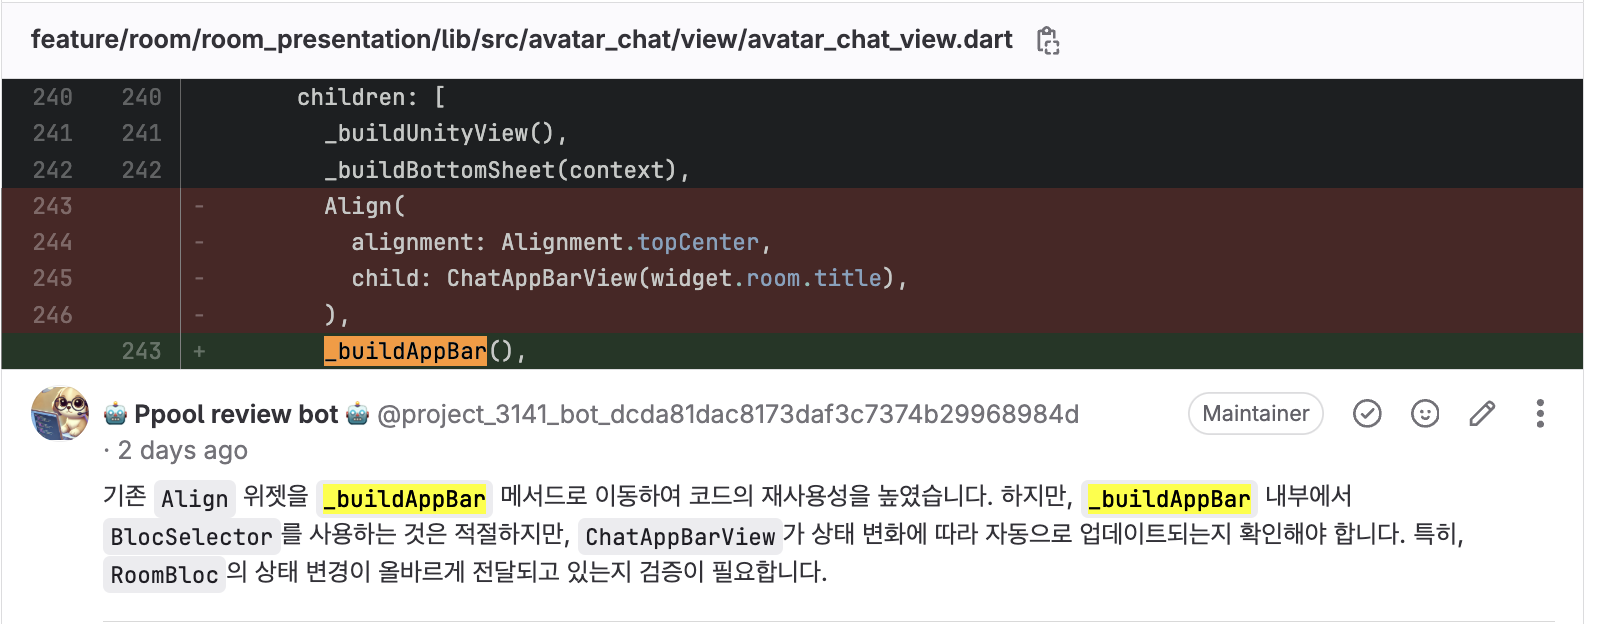 feature/room/room_presentation/lib/src/avatar_chat/view/avatar_chat_view.dart
240 240 children: [
241 241 _buildUnityView(),
242 242 _buildBottomSheet(context),
243 - Align(
244 - alignment: Alignment.topCenter,
245 - child: ChatAppBarView(widget.room.title),
246 - ),
243 + _buildAppBar(),
🤖 Ppool review bot 🤖 @project_3141_bot_dcda81dac8173daf3c7374b29968984d Maintainer
· 2 days ago
기존 Align 위젯을 _buildAppBar 메서드로 이동하여 코드의 재사용성을 높였습니다. 하지만, _buildAppBar 내부에서
BlocSelector 를 사용하는 것은 적절하지만, ChatAppBarView 가 상태 변화에 따라 자동으로 업데이트되는지 확인해야 합니다. 특히,
RoomBloc 의 상태 변경이 올바르게 전달되고 있는지 검증이 필요합니다.